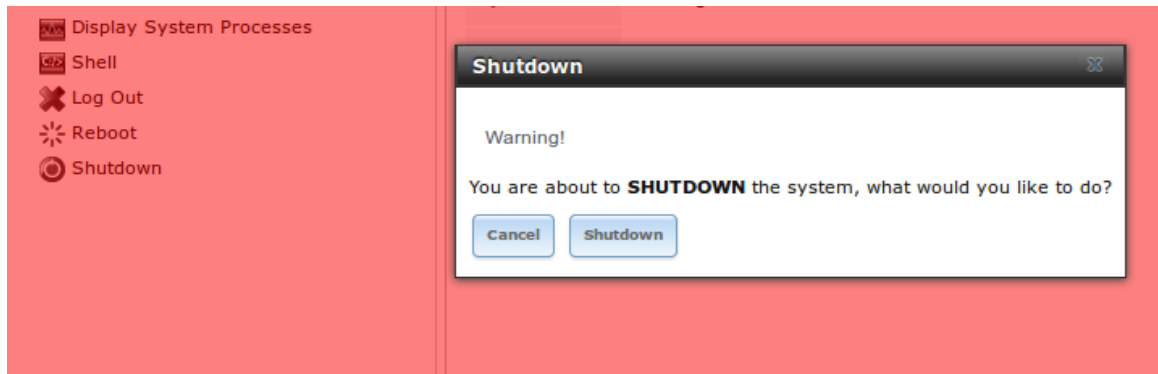 Display System Processes
Shell
Log Out
Reboot
Shutdown
Shutdown
Warning!
You are about to SHUTDOWN the system, what would you like to do?
Cancel Shutdown